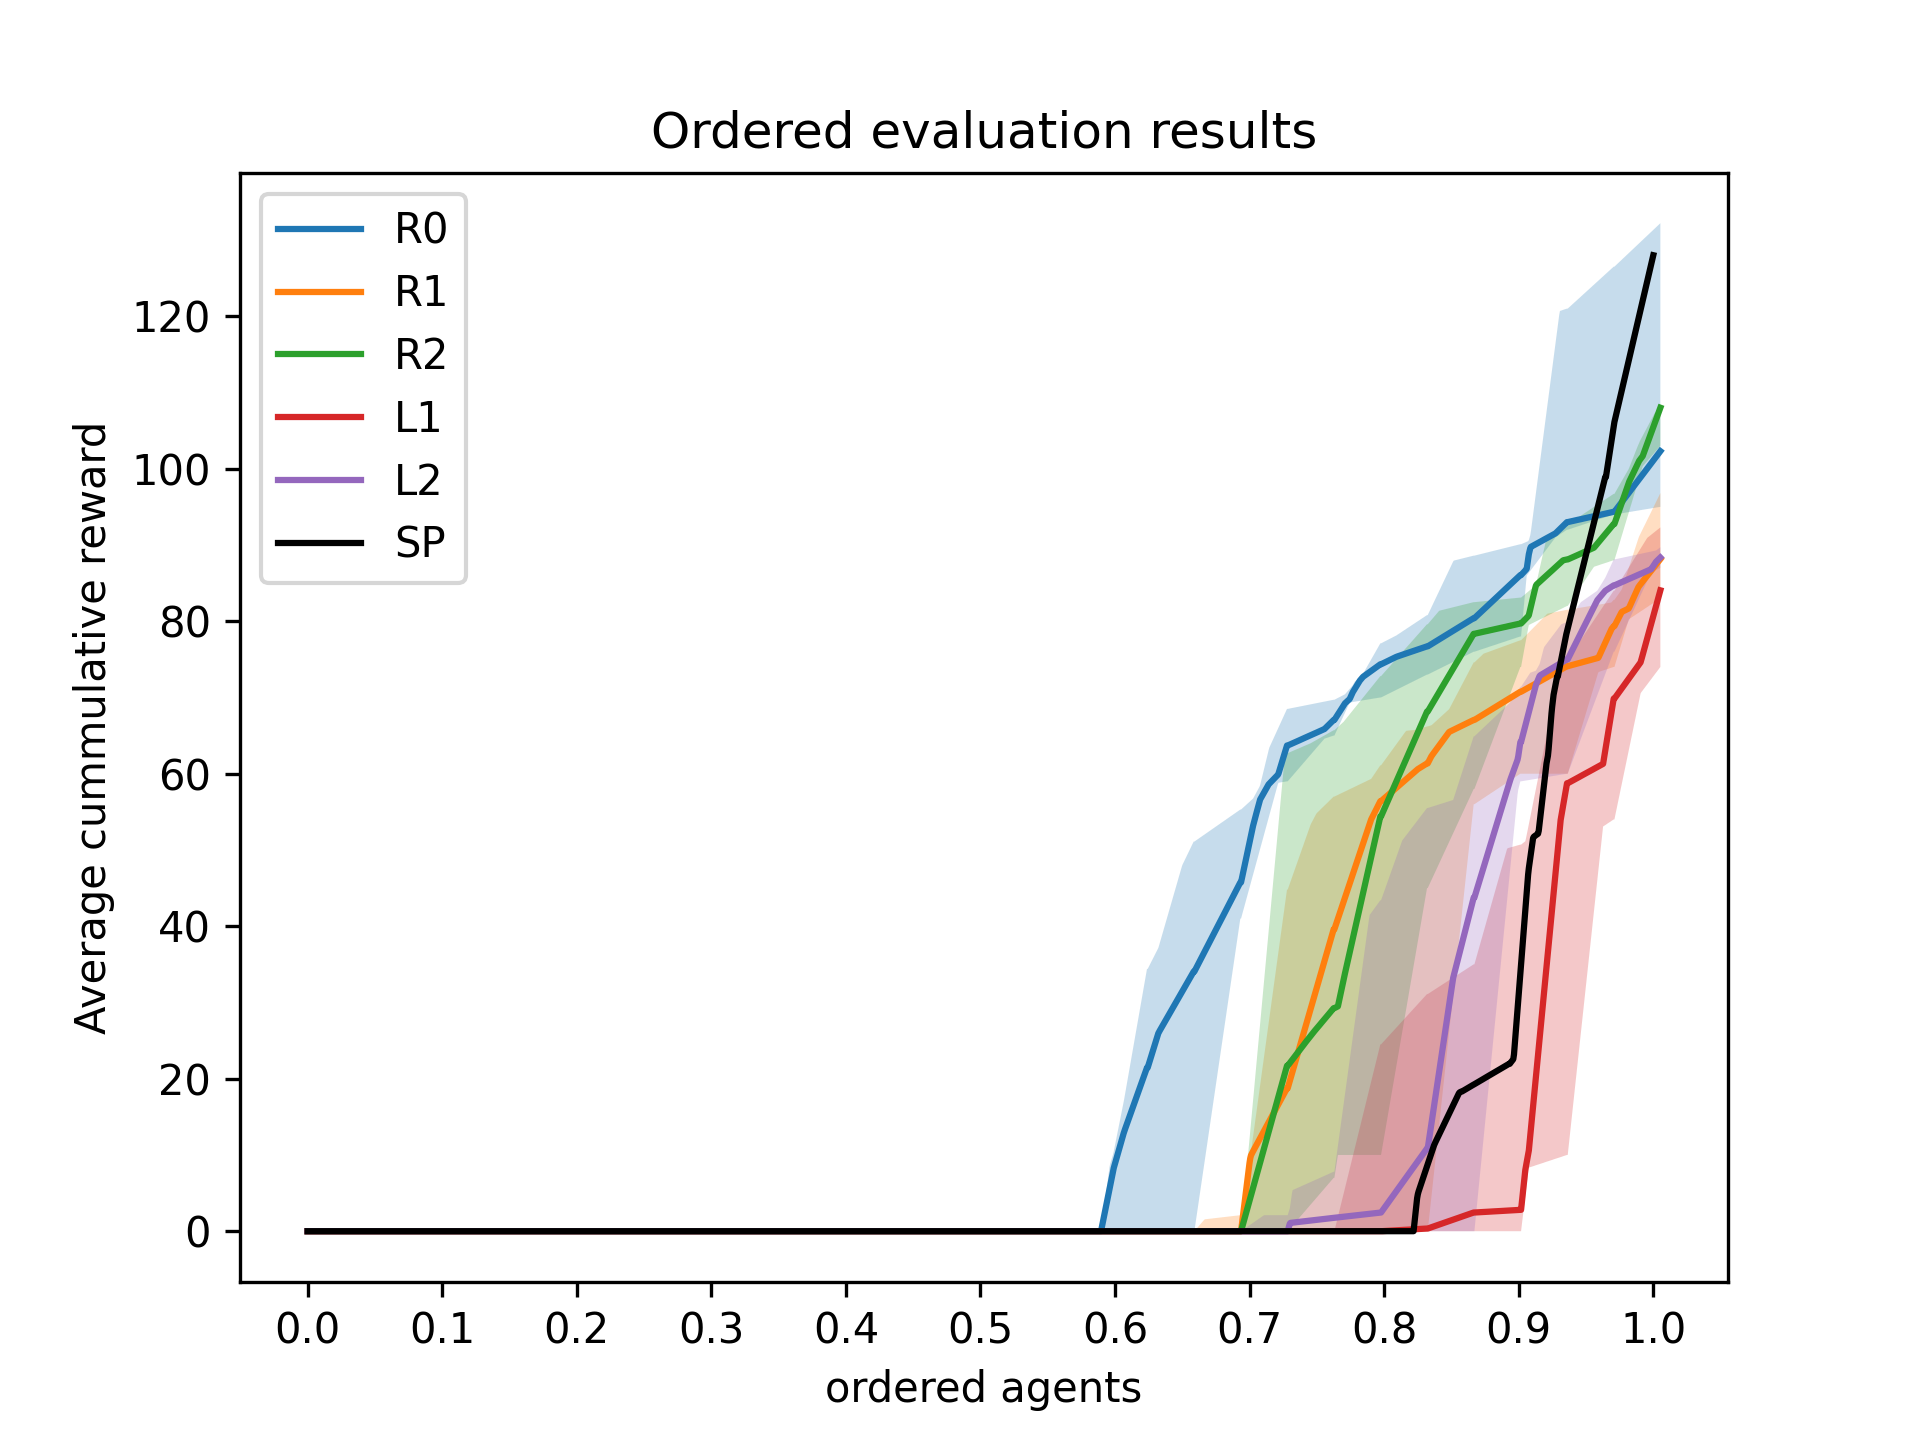 Ordered evaluation results
R0
R1
R2
L1
L2
SP
Average cummulative reward
120
100
80
60
40
20
0
0.0 0.1 0.2 0.3 0.4 0.5 0.6 0.7 0.8 0.9 1.0
ordered agents